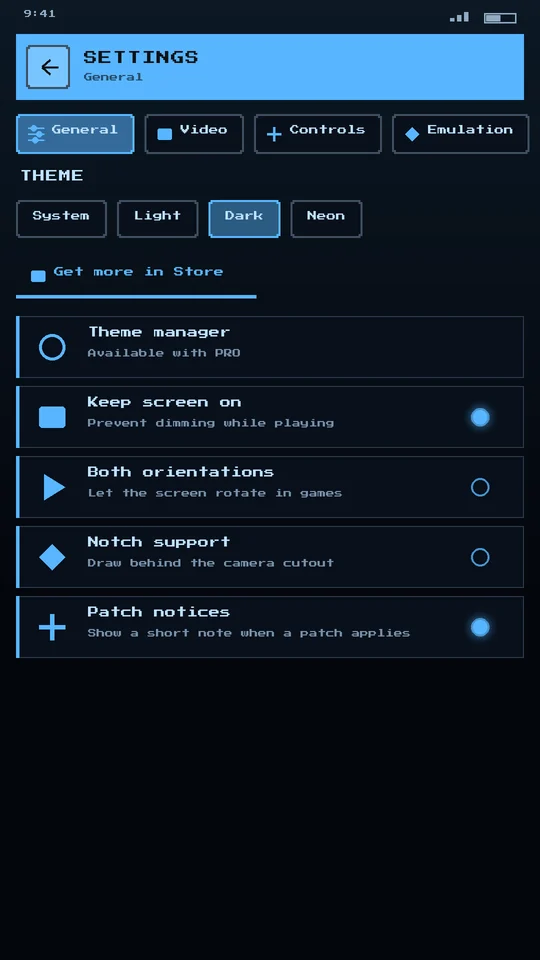 9:41
SETTINGS
General
General
Video
Controls
Emulation
THEME
System
Light
Dark
Neon
Get more in Store
Theme manager
Available with PRO
Keep screen on
Prevent dimming while playing
Both orientations
Let the screen rotate in games
Notch support
Draw behind the camera cutout
Patch notices
Show a short note when a patch applies